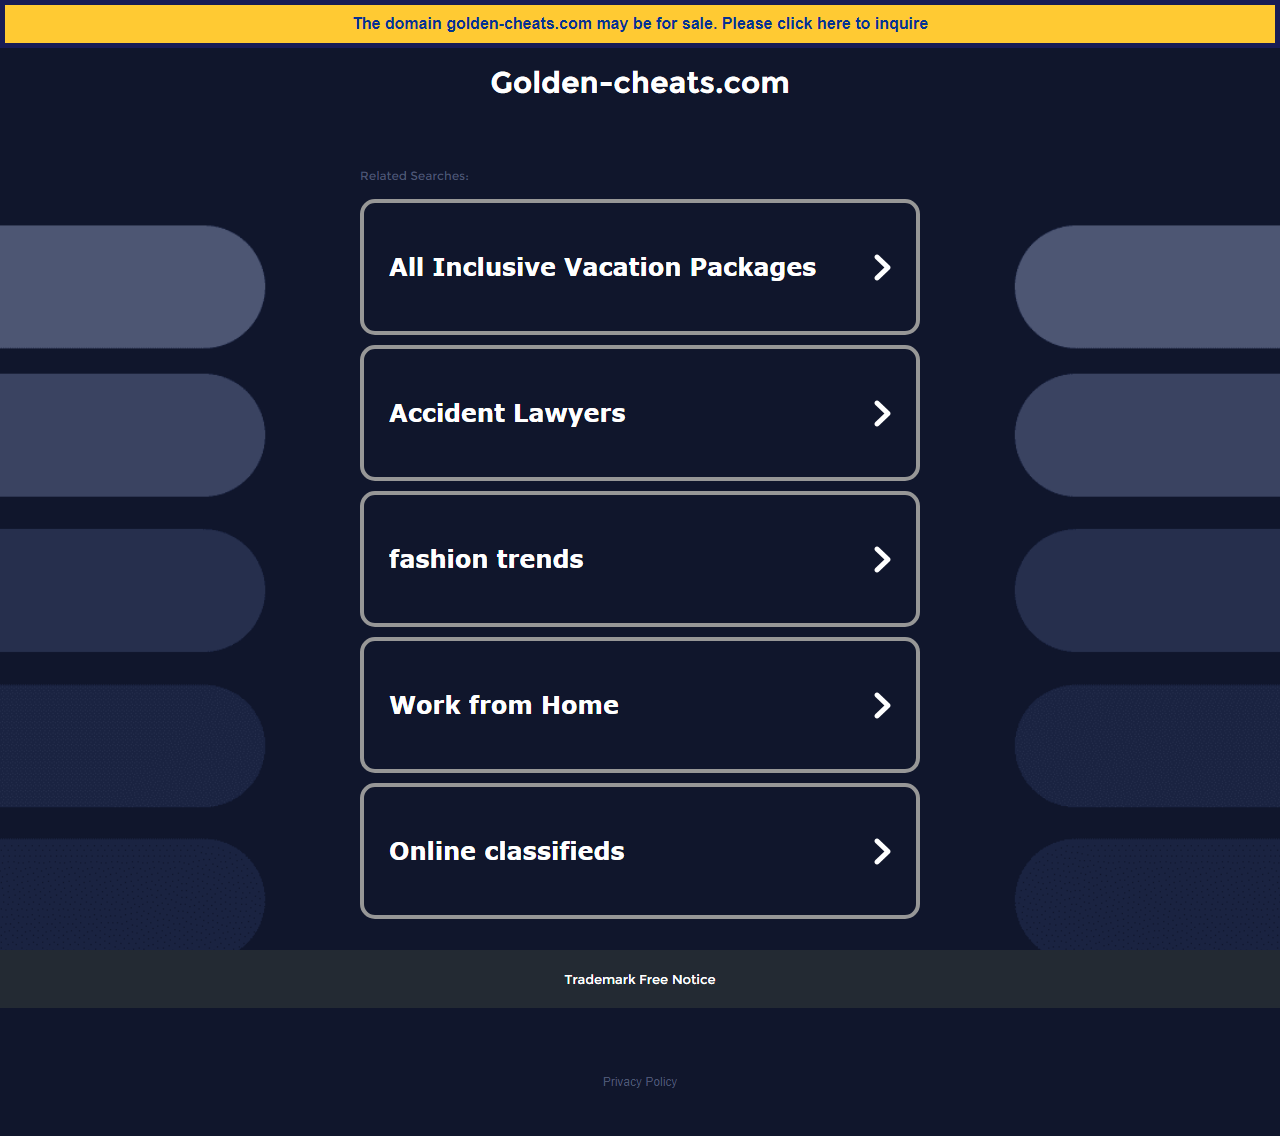 The domain golden-cheats.com may be for sale. Please click here to inquire
Golden-cheats.com
Related Searches:
All Inclusive Vacation Packages
Accident Lawyers
fashion trends
Work from Home
Online classifieds
Trademark Free Notice
Privacy Policy